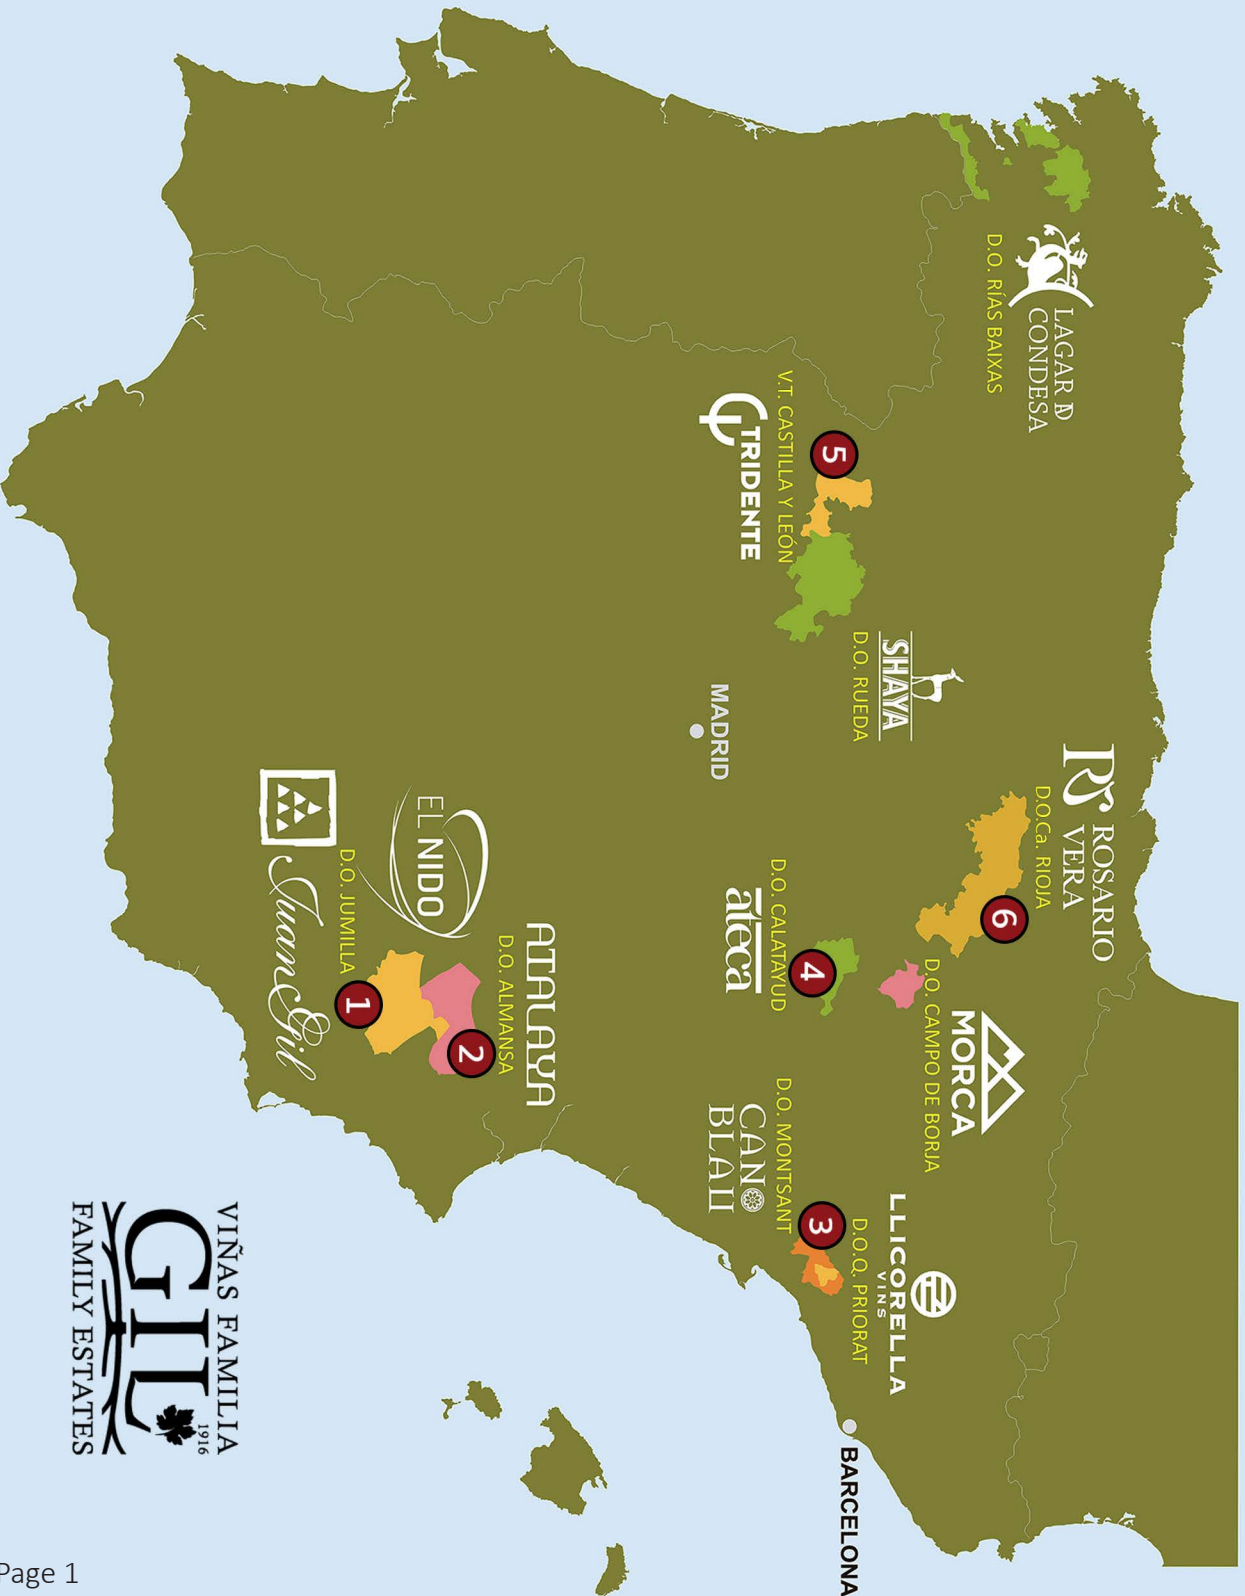 LAGAR D
CONDESA
D.O. RÍAS BAIXAS
ROSARIO
VERA
D.O.Ca. RIOJA
6
MORCA
D.O. CAMPO DE BORJA
SHAYA
D.O. RUEDA
5
V.T. CASTILLA Y LEÓN
TRIDENTE
MADRID
D.O. CALATAYUD
4
ateca
LLICORELLA
VINS
D.O.Q. PRIORAT
3
D.O. MONTSANT
CAN
BLAU
BARCELONA
ATALAYA
D.O. ALMANSA
2
EL NIDO
D.O. JUMILLA
1
Juan Gil
VIÑAS FAMILIA
GIL
1916
FAMILY ESTATES
Page 1